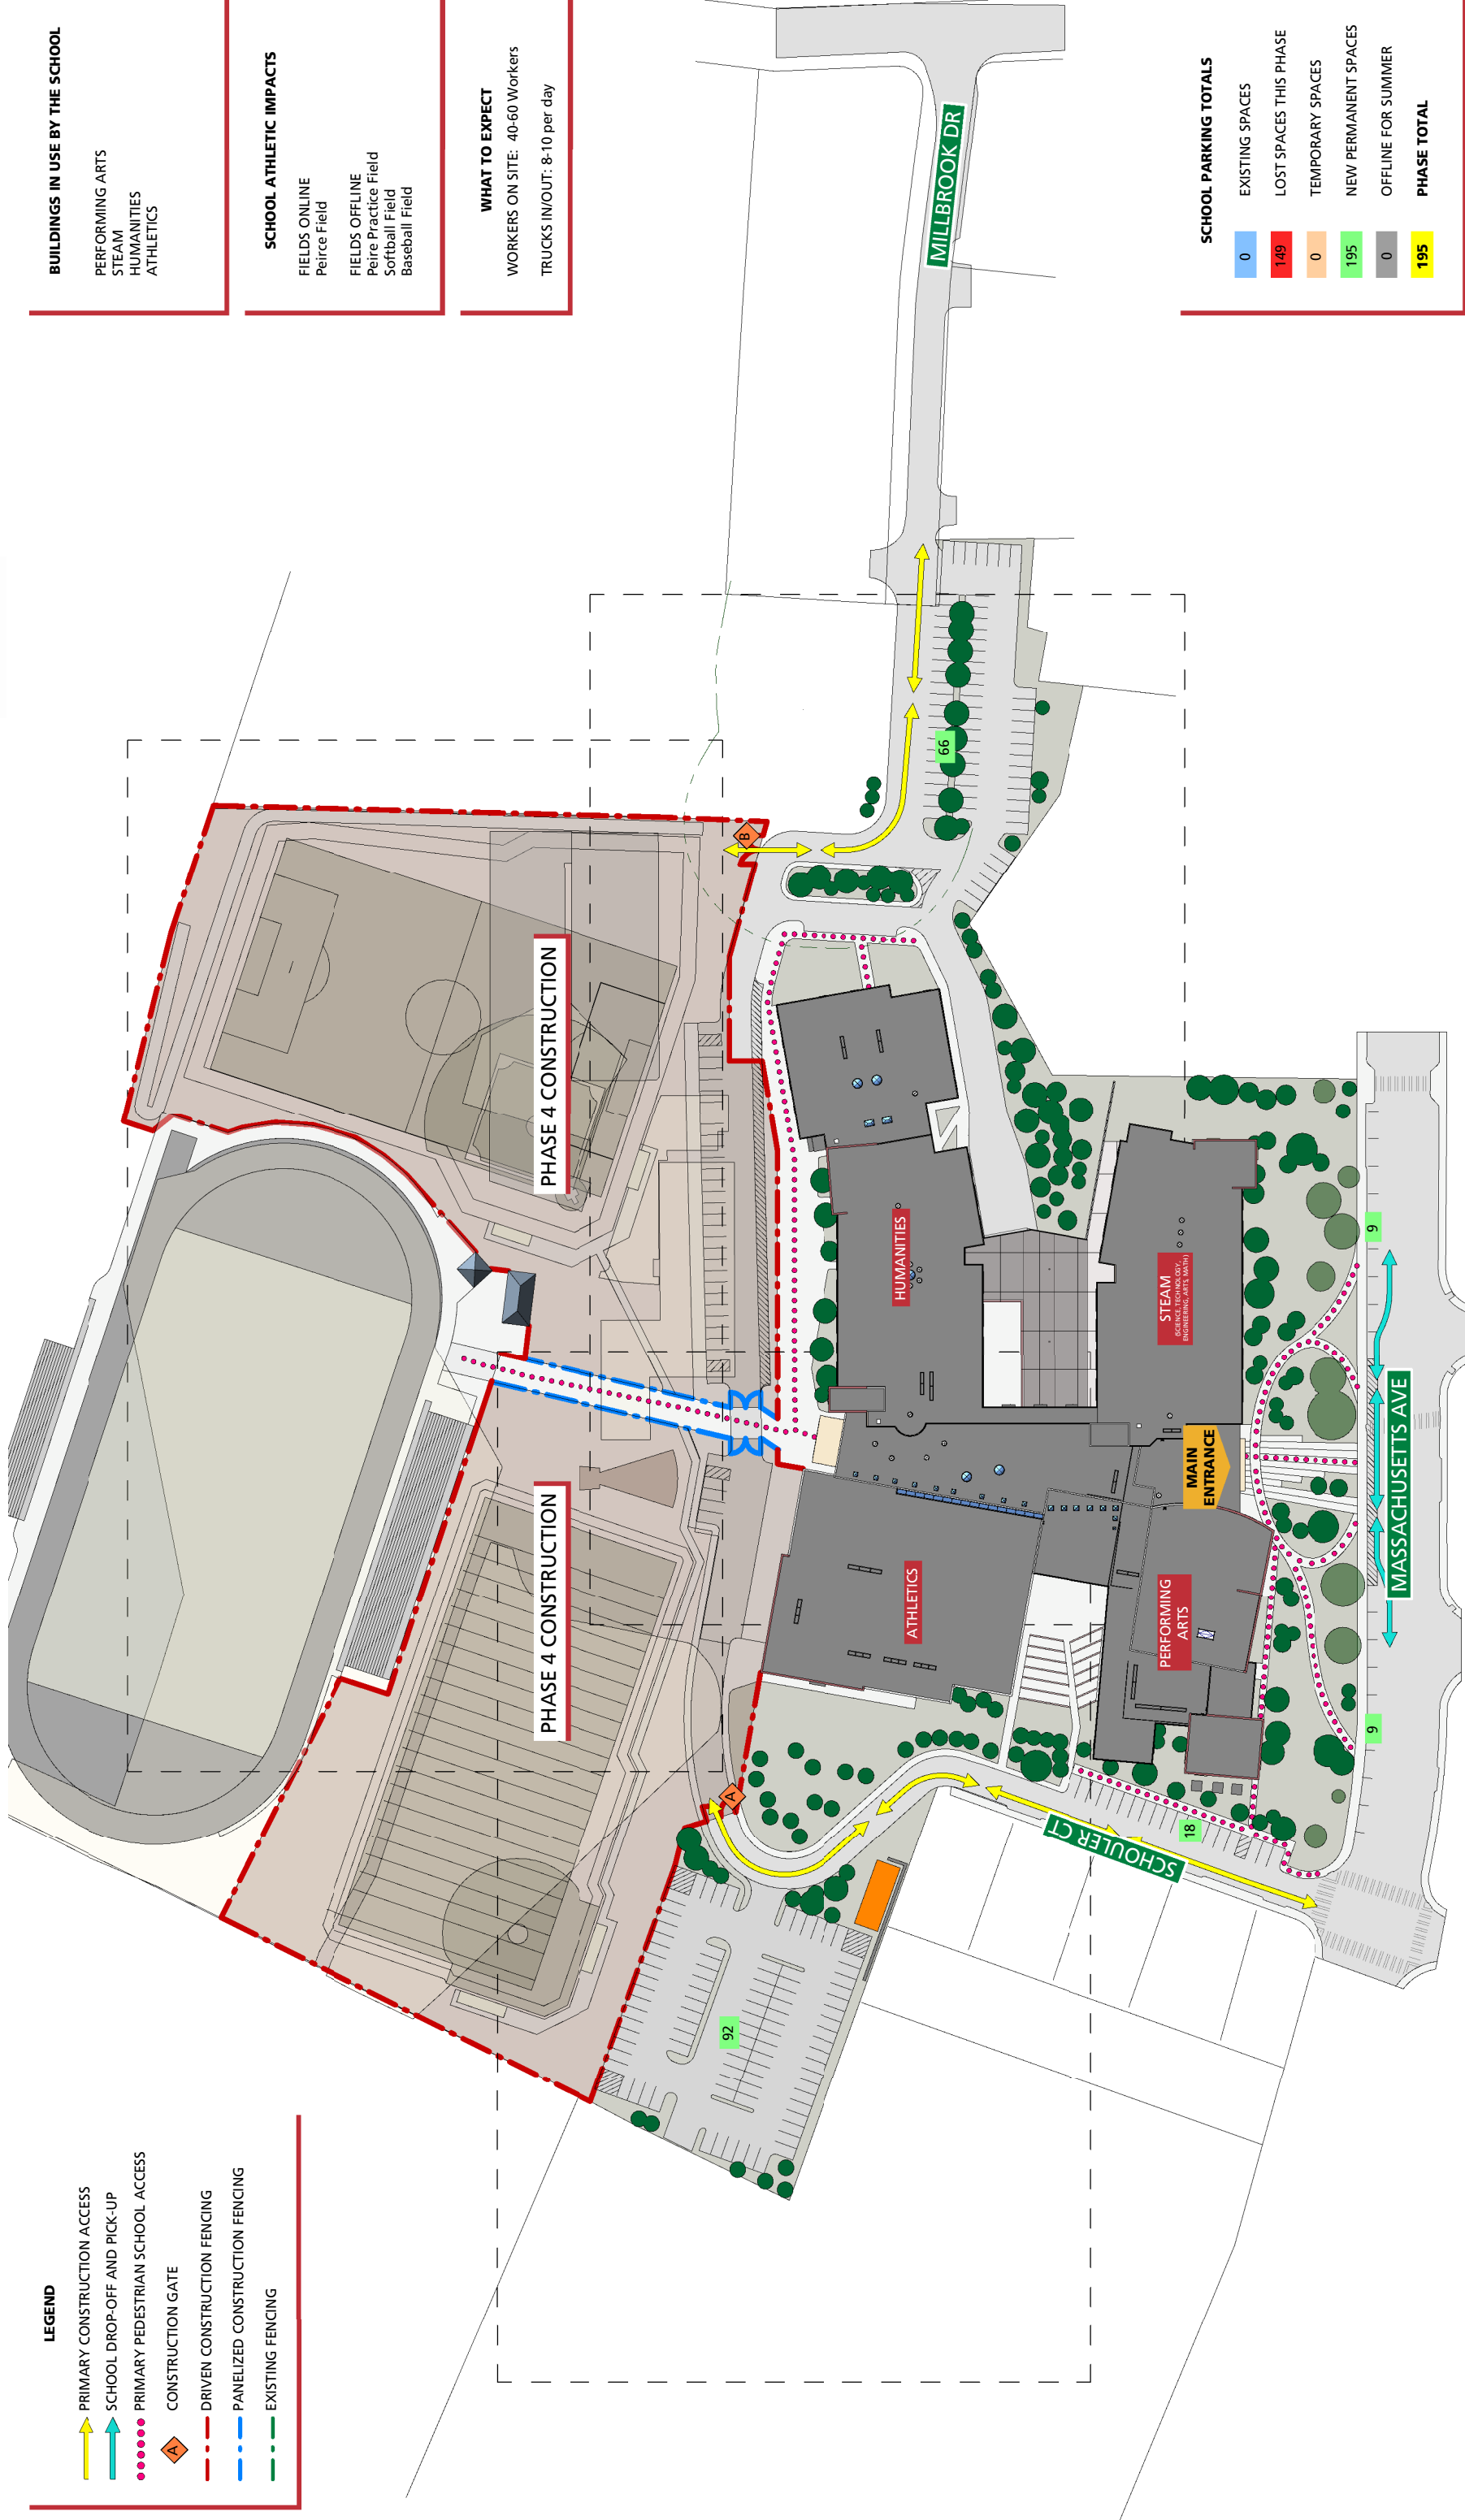 LEGEND
PRIMARY CONSTRUCTION ACCESS
SCHOOL DROP-OFF AND PICK-UP
PRIMARY PEDESTRIAN SCHOOL ACCESS
A
CONSTRUCTION GATE
DRIVEN CONSTRUCTION FENCING
PANELIZED CONSTRUCTION FENCING
EXISTING FENCING
BUILDINGS IN USE BY THE SCHOOL
PERFORMING ARTS
STEAM
HUMANITIES
ATHLETICS
SCHOOL ATHLETIC IMPACTS
FIELDS ONLINE
Peirce Field
FIELDS OFFLINE
Peire Practice Field
Softball Field
Baseball Field
WHAT TO EXPECT
WORKERS ON SITE: 40-60 Workers
TRUCKS IN/OUT: 8-10 per day
PHASE 4 CONSTRUCTION
PHASE 4 CONSTRUCTION
92
A
B
66
MILLBROOK DR
ATHLETICS
HUMANITIES
SCHOULER CT
18
PERFORMING
ARTS
MAIN
ENTRANCE
STEAM
(SCIENCE, TECHNOLOGY,
ENGINEERING, ARTS, MATH)
9
9
MASSACHUSETTS AVE
SCHOOL PARKING TOTALS
0 EXISTING SPACES
149 LOST SPACES THIS PHASE
0 TEMPORARY SPACES
195 NEW PERMANENT SPACES
0 OFFLINE FOR SUMMER
195 PHASE TOTAL